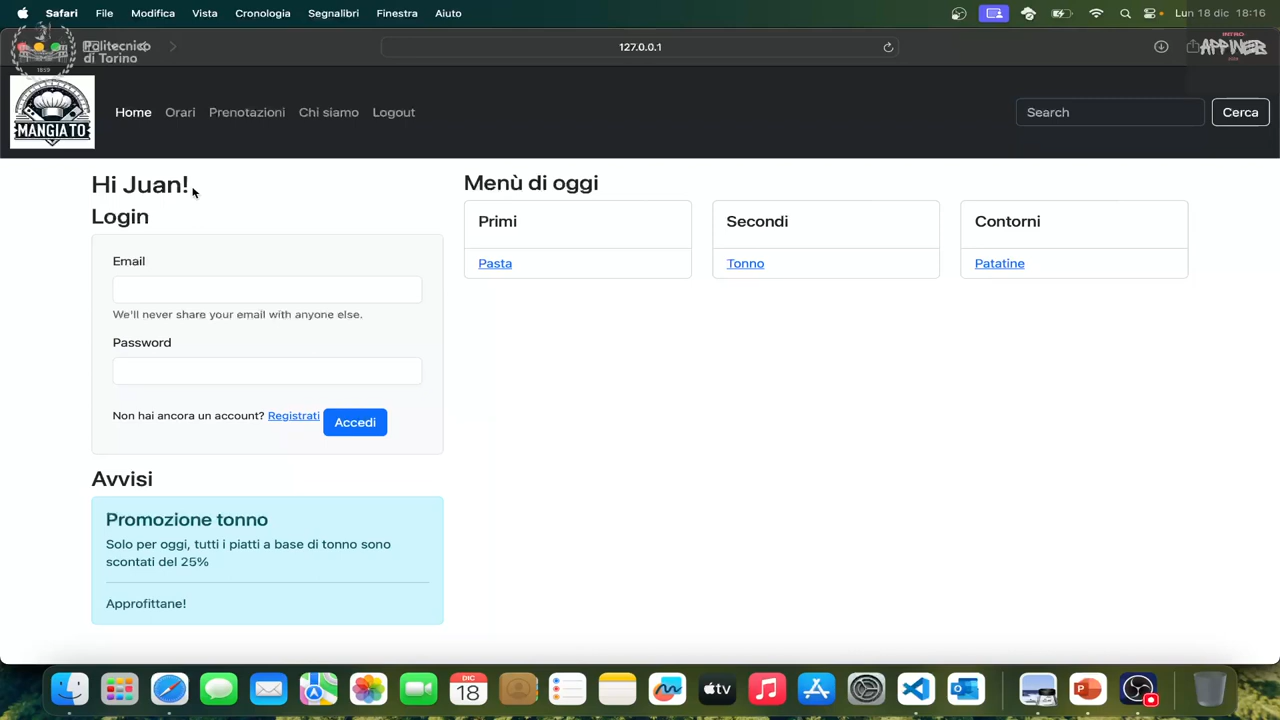 Safari File Modifica Vista Cronologia Segnalibri Finestra Aiuto Lun 18 dic 18:16
Politecnico
di Torino
1859
127.0.0.1
INTRO
APPIWEB
MANGIATO
Home Orari Prenotazioni Chi siamo Logout Search Cerca
Hi Juan!
Login
Email
We'll never share your email with anyone else.
Password
Non hai ancora un account? Registrati Accedi
Avvisi
Promozione tonno
Solo per oggi, tutti i piatti a base di tonno sono
scontati del 25%
Approfittane!
Menù di oggi
Primi
Pasta
Secondi
Tonno
Contorni
Patatine
DIC
18
tv